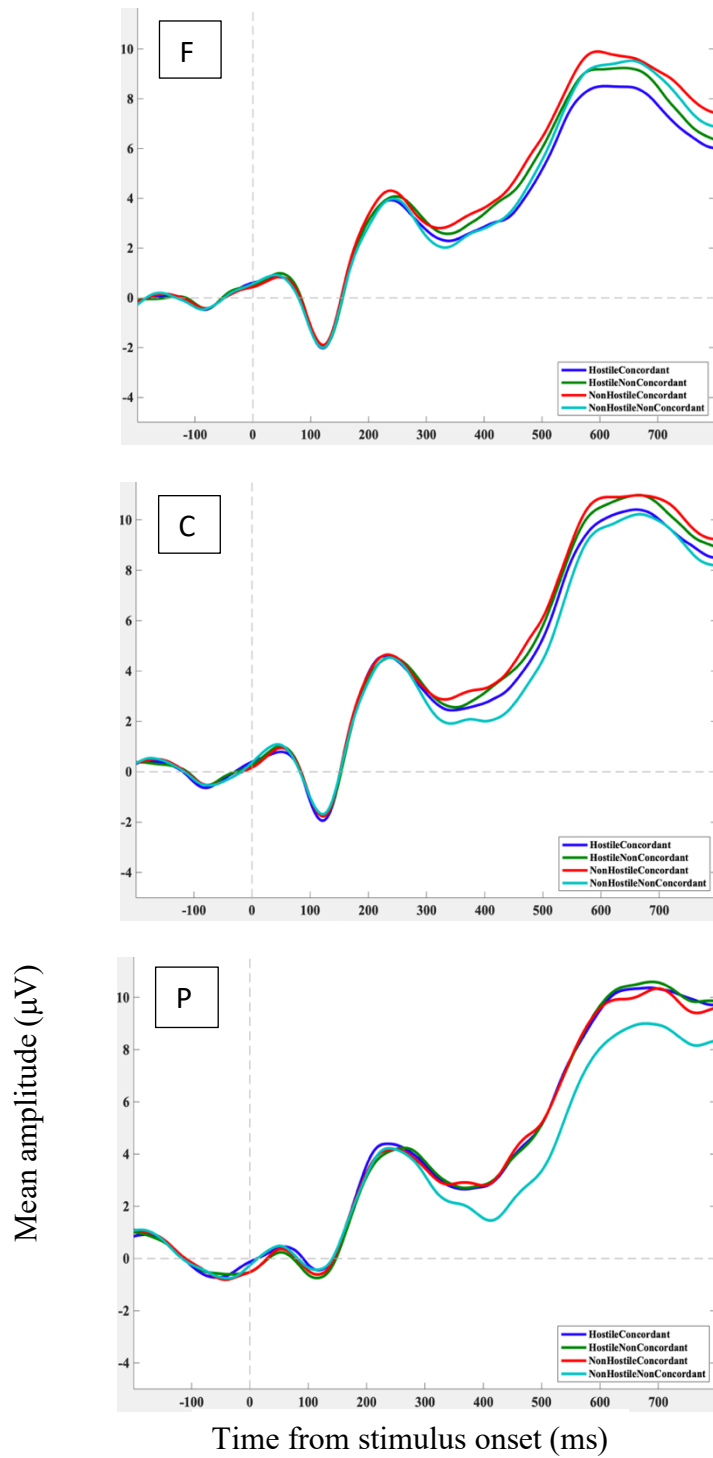 F
10
8
6
4
2
0
-2
-4
-100 0 100 200 300 400 500 600 700
HostileConcordant
HostileNonConcordant
NonHostileConcordant
NonHostileNonConcordant
C
10
8
6
4
2
0
-2
-4
-100 0 100 200 300 400 500 600 700
HostileConcordant
HostileNonConcordant
NonHostileConcordant
NonHostileNonConcordant
P
10
8
6
4
2
0
-2
-4
-100 0 100 200 300 400 500 600 700
HostileConcordant
HostileNonConcordant
NonHostileConcordant
NonHostileNonConcordant
Mean amplitude (µV)
Time from stimulus onset (ms)